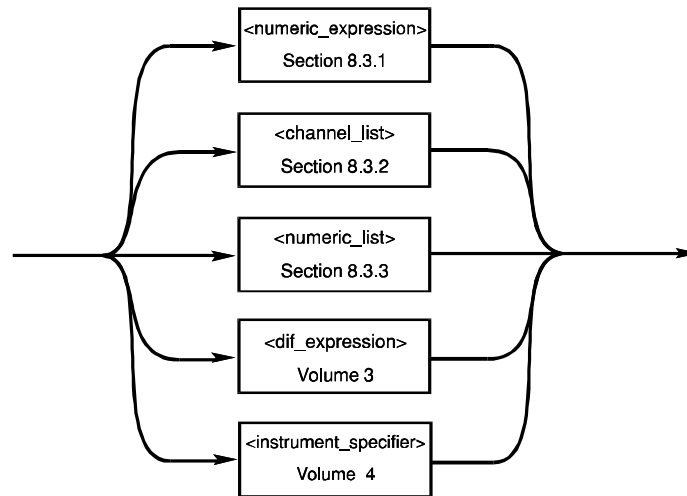 <numeric_expression>
Section 8.3.1
<channel_list>
Section 8.3.2
<numeric_list>
Section 8.3.3
<dif_expression>
Volume 3
<instrument_specifier>
Volume 4